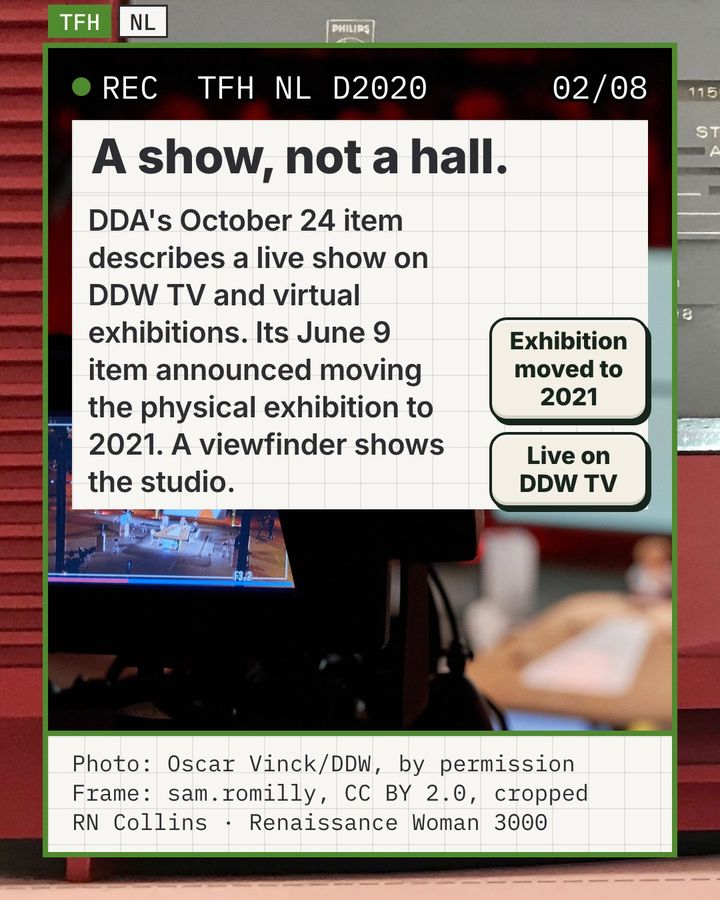 TFH NL
PHILIPS
REC TFH NL D2020 02/08
A show, not a hall.
DDA's October 24 item
describes a live show on
DDW TV and virtual
exhibitions. Its June 9
item announced moving
the physical exhibition to
2021. A viewfinder shows
the studio.
Exhibition
moved to
2021
Live on
DDW TV
F3.2
Photo: Oscar Vinck/DDW, by permission
Frame: sam.romilly, CC BY 2.0, cropped
RN Collins · Renaissance Woman 3000